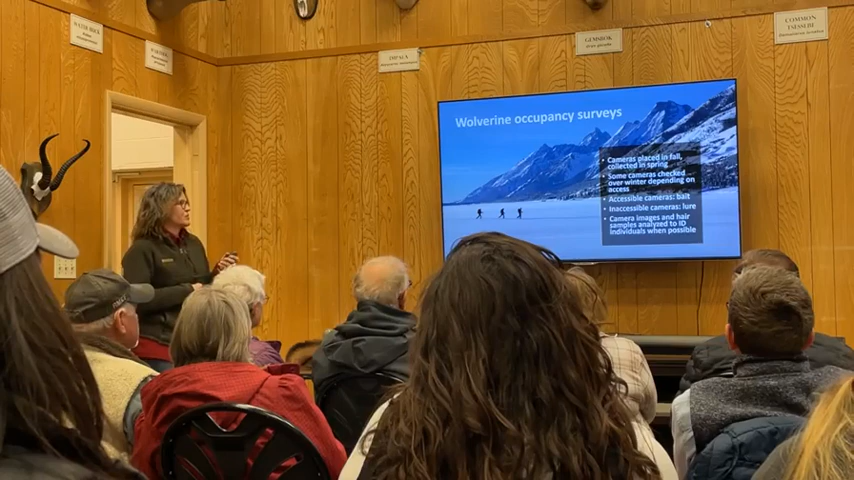 WATER BUCK
IMPALA
GEMSBOK
COMMON
TSESSEBE
Wolverine occupancy surveys
• Cameras placed in fall,
collected in spring
• Some cameras checked
over winter depending on
access
• Accessible cameras: bait
• Inaccessible cameras: lure
• Camera images and hair
samples analyzed to ID
individuals when possible